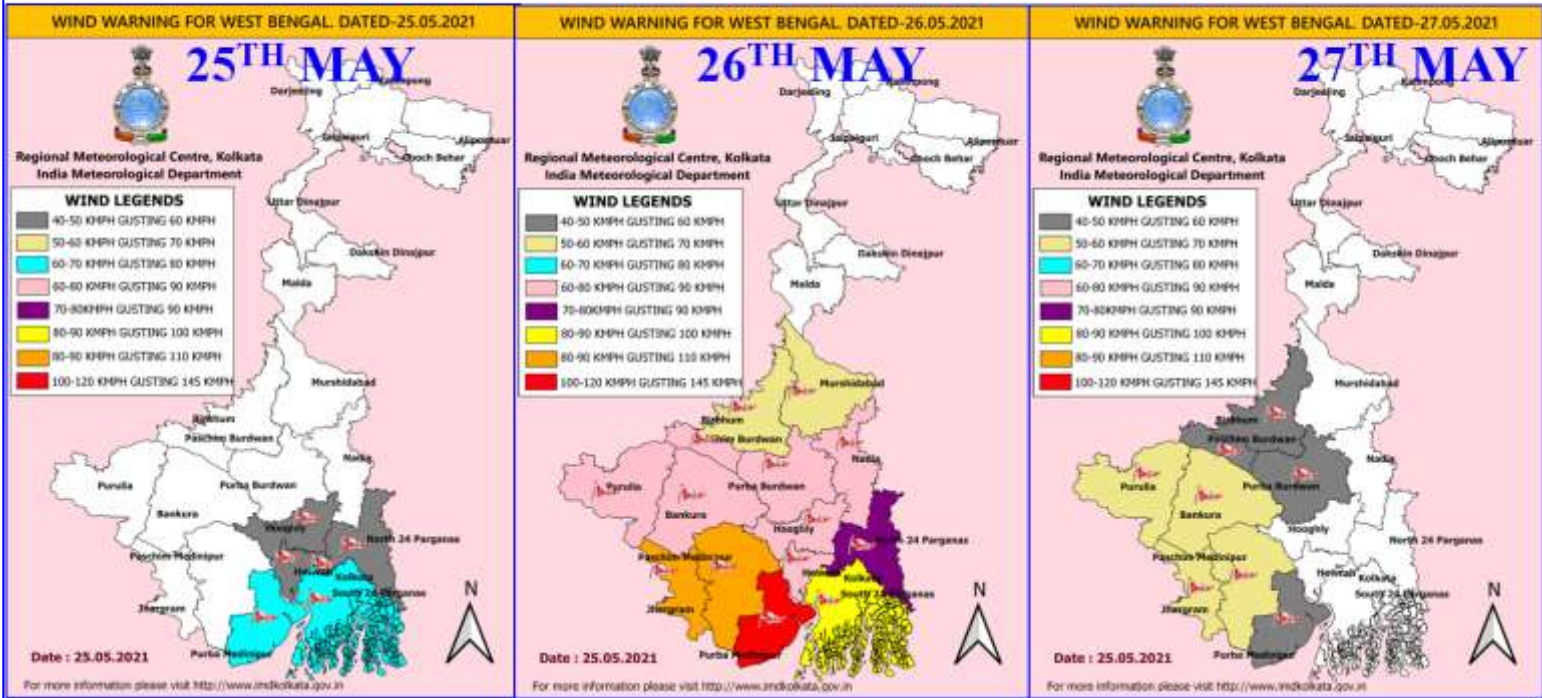 WIND WARNING FOR WEST BENGAL. DATED-25.05.2021
25TH MAY
Darjeeling
Kalimpong
Jalpaiguri
Alipurduar
Cooch Behar
Regional Meteorological Centre, Kolkata
India Meteorological Department
WIND LEGENDS
40-50 KMPH GUSTING 60 KMPH
50-60 KMPH GUSTING 70 KMPH
60-70 KMPH GUSTING 80 KMPH
60-80 KMPH GUSTING 90 KMPH
70-80KMPH GUSTING 90 KMPH
80-90 KMPH GUSTING 100 KMPH
80-90 KMPH GUSTING 110 KMPH
100-120 KMPH GUSTING 145 KMPH
Uttar Dinajpur
Dakshin Dinajpur
Malda
Murshidabad
Birbhum
Paschim Burdwan
Nadia
Purulia
Purba Burdwan
Bankura
Hooghly
North 24 Parganas
Paschim Medinipur
Howrah
Kolkata
South 24 Parganas
Jhargram
Purba Medinipur
N
Date : 25.05.2021
For more information please visit http://www.imdkolkata.gov.in
WIND WARNING FOR WEST BENGAL. DATED-26.05.2021
26TH MAY
Darjeeling
Kalimpong
Jalpaiguri
Alipurduar
Cooch Behar
Regional Meteorological Centre, Kolkata
India Meteorological Department
WIND LEGENDS
40-50 KMPH GUSTING 60 KMPH
50-60 KMPH GUSTING 70 KMPH
60-70 KMPH GUSTING 80 KMPH
60-80 KMPH GUSTING 90 KMPH
70-80KMPH GUSTING 90 KMPH
80-90 KMPH GUSTING 100 KMPH
80-90 KMPH GUSTING 110 KMPH
100-120 KMPH GUSTING 145 KMPH
Uttar Dinajpur
Dakshin Dinajpur
Malda
Murshidabad
Birbhum
Burdwan
Nadia
Purulia
Purba Burdwan
Bankura
Hooghly
North 24 Parganas
Paschim Medinipur
Howrah
Kolkata
South 24 Parganas
Jhargram
Purba Medinipur
N
Date : 25.05.2021
For more information please visit http://www.imdkolkata.gov.in
WIND WARNING FOR WEST BENGAL. DATED-27.05.2021
27TH MAY
Darjeeling
Kalimpong
Jalpaiguri
Alipurduar
Cooch Behar
Regional Meteorological Centre, Kolkata
India Meteorological Department
WIND LEGENDS
40-50 KMPH GUSTING 60 KMPH
50-60 KMPH GUSTING 70 KMPH
60-70 KMPH GUSTING 80 KMPH
60-80 KMPH GUSTING 90 KMPH
70-80KMPH GUSTING 90 KMPH
80-90 KMPH GUSTING 100 KMPH
80-90 KMPH GUSTING 110 KMPH
100-120 KMPH GUSTING 145 KMPH
Uttar Dinajpur
Dakshin Dinajpur
Malda
Murshidabad
Birbhum
Paschim Burdwan
Nadia
Purulia
Purba Burdwan
Bankura
Hooghly
North 24 Parganas
Paschim Medinipur
Howrah
Kolkata
South 24 Parganas
Jhargram
Purba Medinipur
N
Date : 25.05.2021
For more information please visit http://www.imdkolkata.gov.in